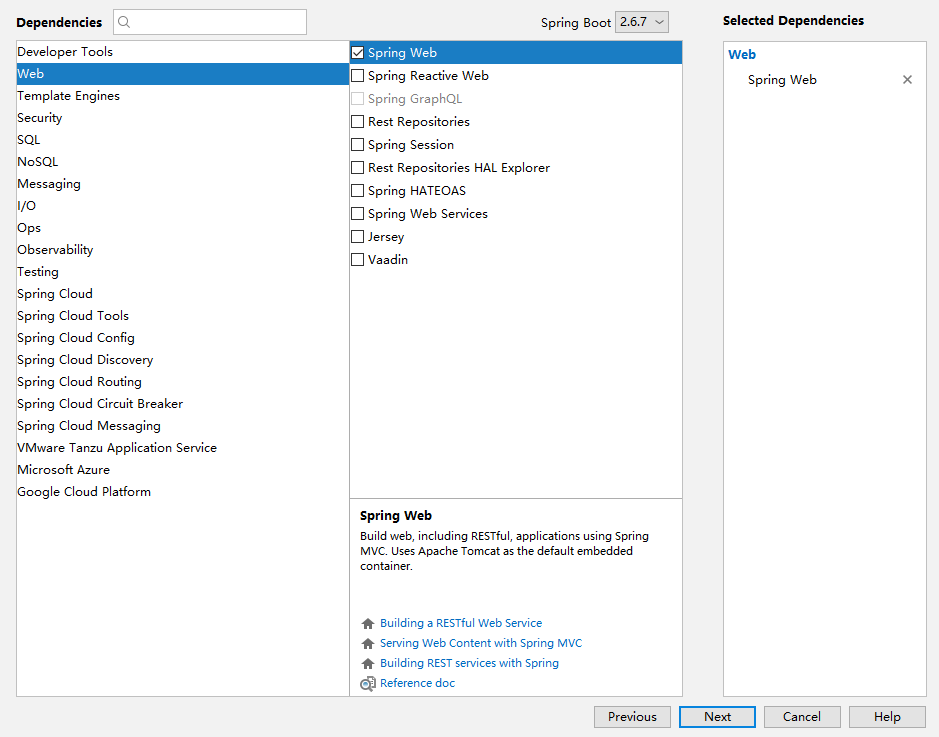 Dependencies
Spring Boot 2.6.7
Selected Dependencies
Developer Tools
Web
Template Engines
Security
SQL
NoSQL
Messaging
I/O
Ops
Observability
Testing
Spring Cloud
Spring Cloud Tools
Spring Cloud Config
Spring Cloud Discovery
Spring Cloud Routing
Spring Cloud Circuit Breaker
Spring Cloud Messaging
VMware Tanzu Application Service
Microsoft Azure
Google Cloud Platform
Spring Web
Spring Reactive Web
Spring GraphQL
Rest Repositories
Spring Session
Rest Repositories HAL Explorer
Spring HATEOAS
Spring Web Services
Jersey
Vaadin
Spring Web
Build web, including RESTful, applications using Spring
MVC. Uses Apache Tomcat as the default embedded
container.
Building a RESTful Web Service
Serving Web Content with Spring MVC
Building REST services with Spring
Reference doc
Web
Spring Web
Previous
Next
Cancel
Help